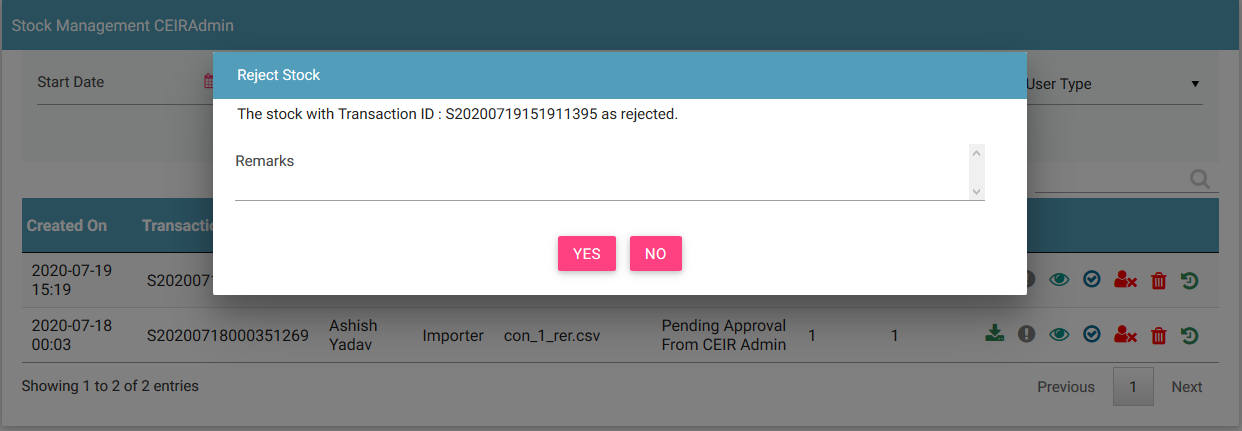 Stock Management CEIRAdmin
Reject Stock
Start Date
User Type
The stock with Transaction ID : S20200719151911395 as rejected.
Remarks
YES NO
Created On
2020-07-19
15:19
2020-07-18
00:03
S20200718000351269
Ashish
Yadav
Importer
con_1_rer.csv
Pending Approval
From CEIR Admin
1
1
Showing 1 to 2 of 2 entries
Previous 1 Next